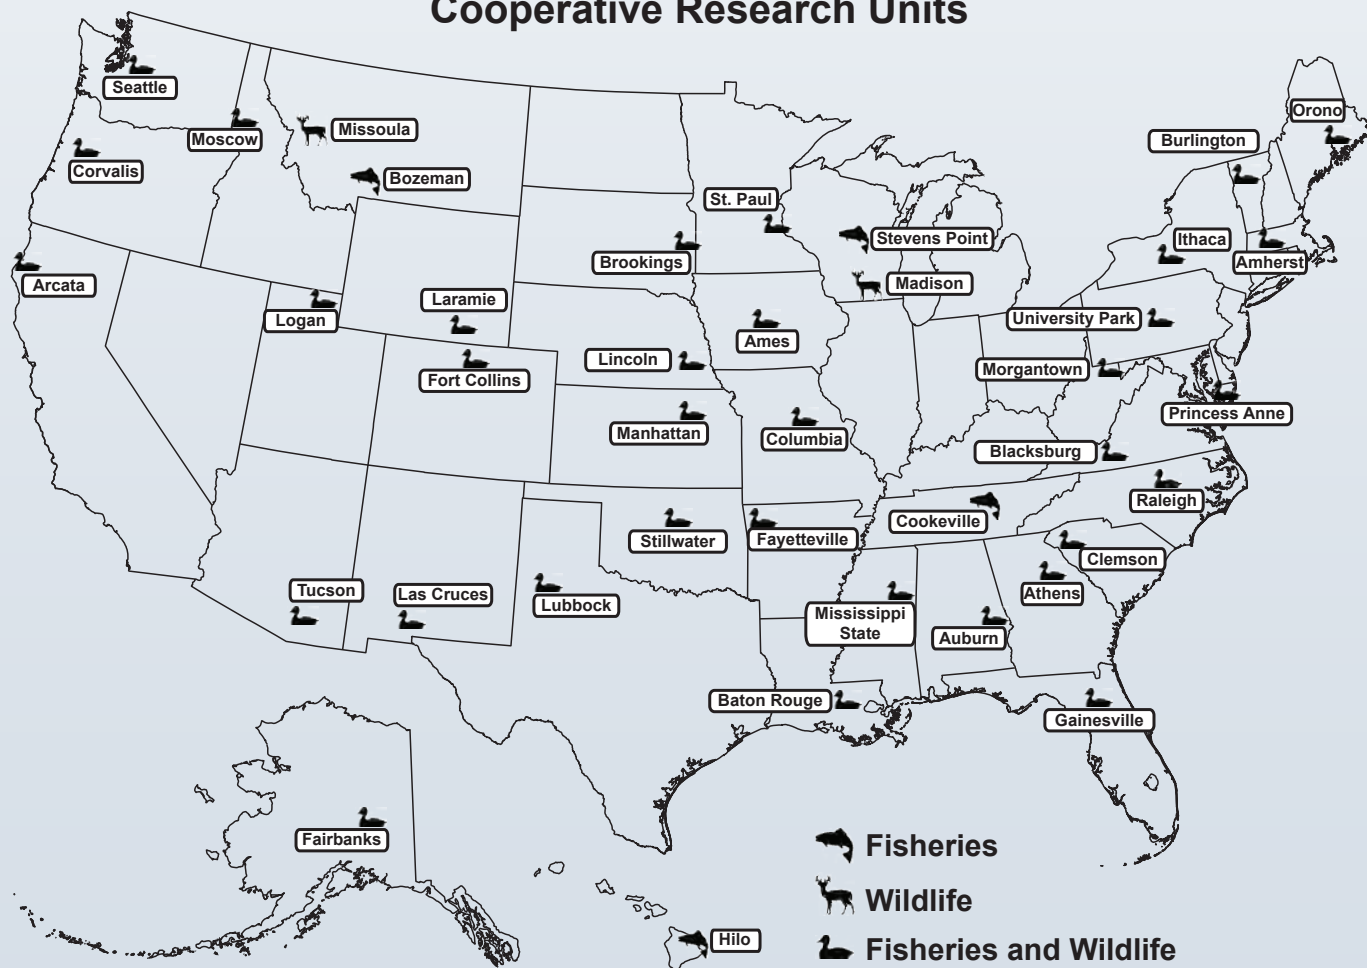 Cooperative Research Units
Seattle
Orono
Missoula
Moscow
Burlington
Corvalis
Bozeman
St. Paul
Stevens Point
Ithaca
Brookings
Amherst
Arcata
Madison
Laramie
Logan
University Park
Ames
Lincoln
Morgantown
Fort Collins
Princess Anne
Manhattan
Columbia
Blacksburg
Raleigh
Cookeville
Stillwater
Fayetteville
Clemson
Tucson
Las Cruces
Athens
Lubbock
Mississippi
State
Auburn
Baton Rouge
Gainesville
Fairbanks
Fisheries
Wildlife
Hilo
Fisheries and Wildlife